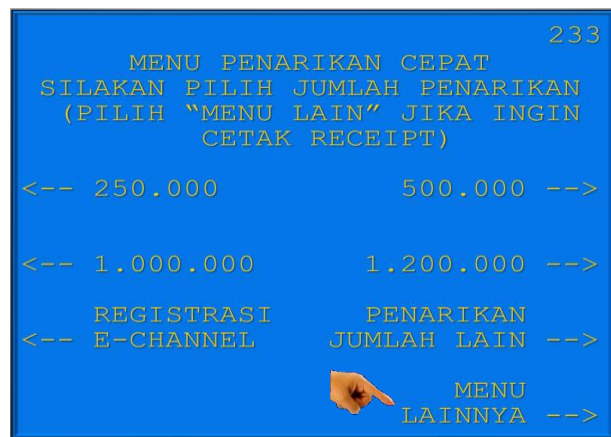 233
MENU PENARIKAN CEPAT
SILAKAN PILIH JUMLAH PENARIKAN
(PILIH “MENU LAIN” JIKA INGIN
CETAK RECEIPT)
<-- 250.000 500.000 -->
<-- 1.000.000 1.200.000 -->
REGISTRASI PENARIKAN
<-- E-CHANNEL JUMLAH LAIN -->
MENU
LAINNYA -->